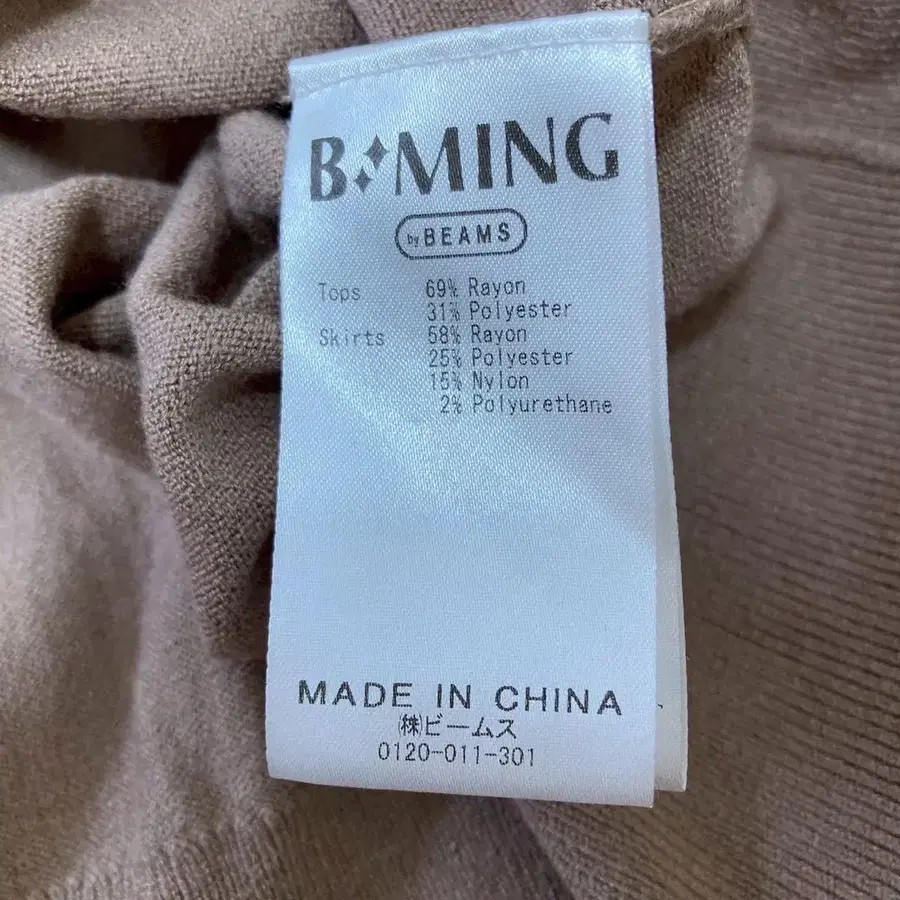 B MING
by BEAMS
Tops 69% Rayon
31% Polyester
Skirts 58% Rayon
25% Polyester
15% Nylon
2% Polyurethane
MADE IN CHINA
㈱ビームス
0120-011-301